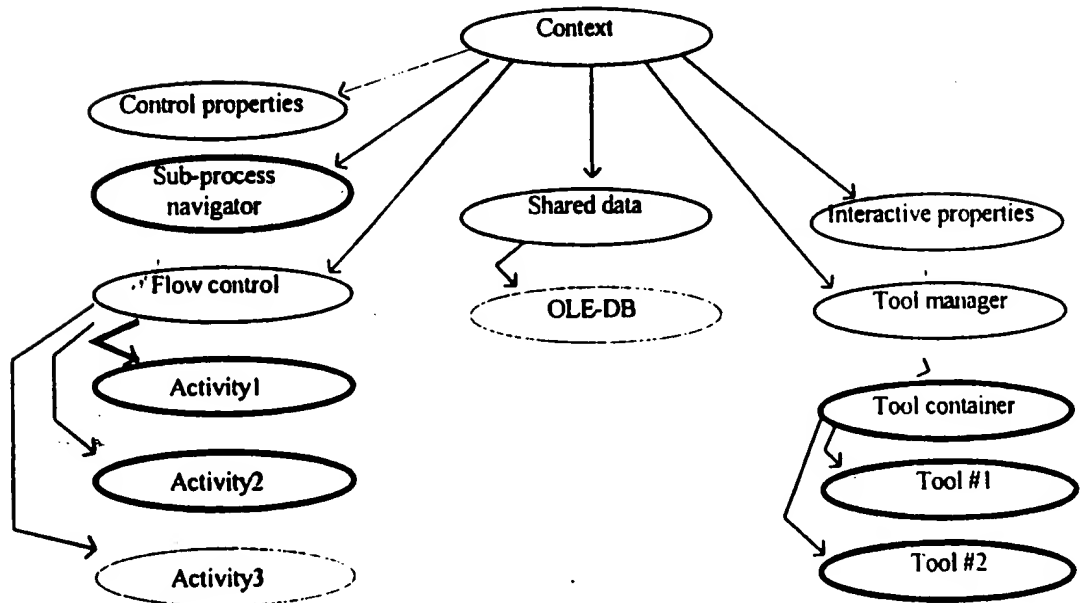 Context
Control properties
Sub-process
navigator
Shared data
Interactive properties
Flow control
OLE-DB
Tool manager
Activity1
Tool container
Activity2
Tool #1
Activity3
Tool #2